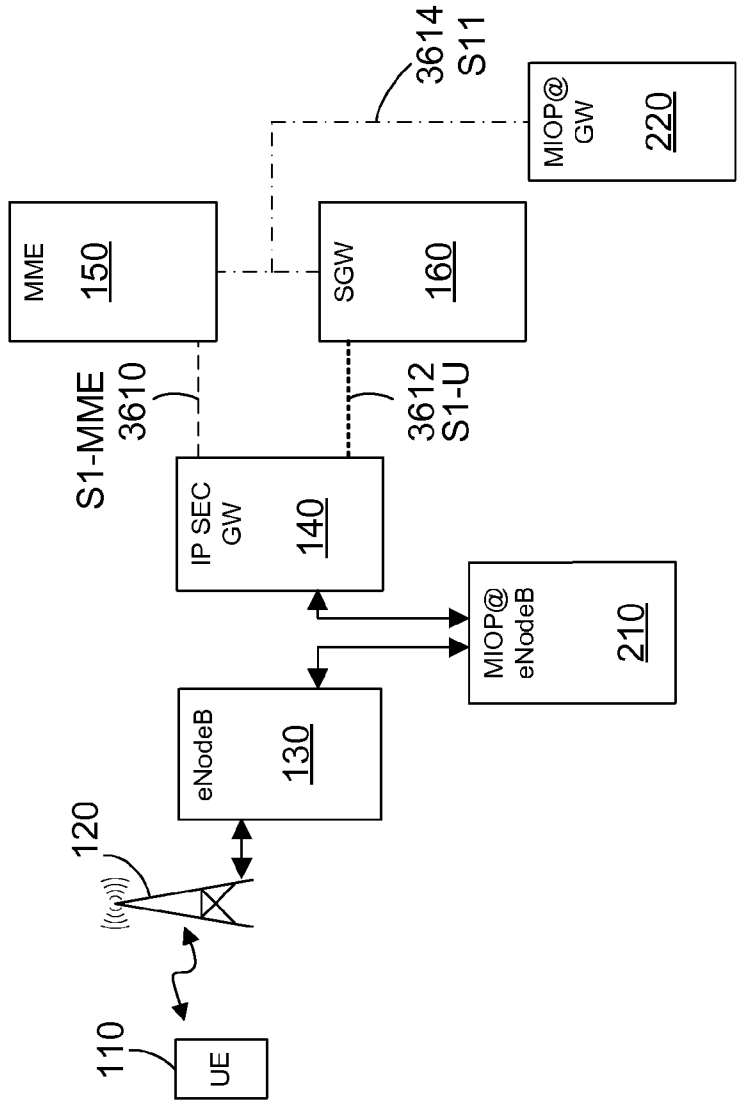 110
UE
120
eNodeB
130
MIOP@
eNodeB
210
IP SEC
GW
140
S1-MME
3610
3612
S1-U
MME
150
SGW
160
3614
S11
MIOP@
GW
220